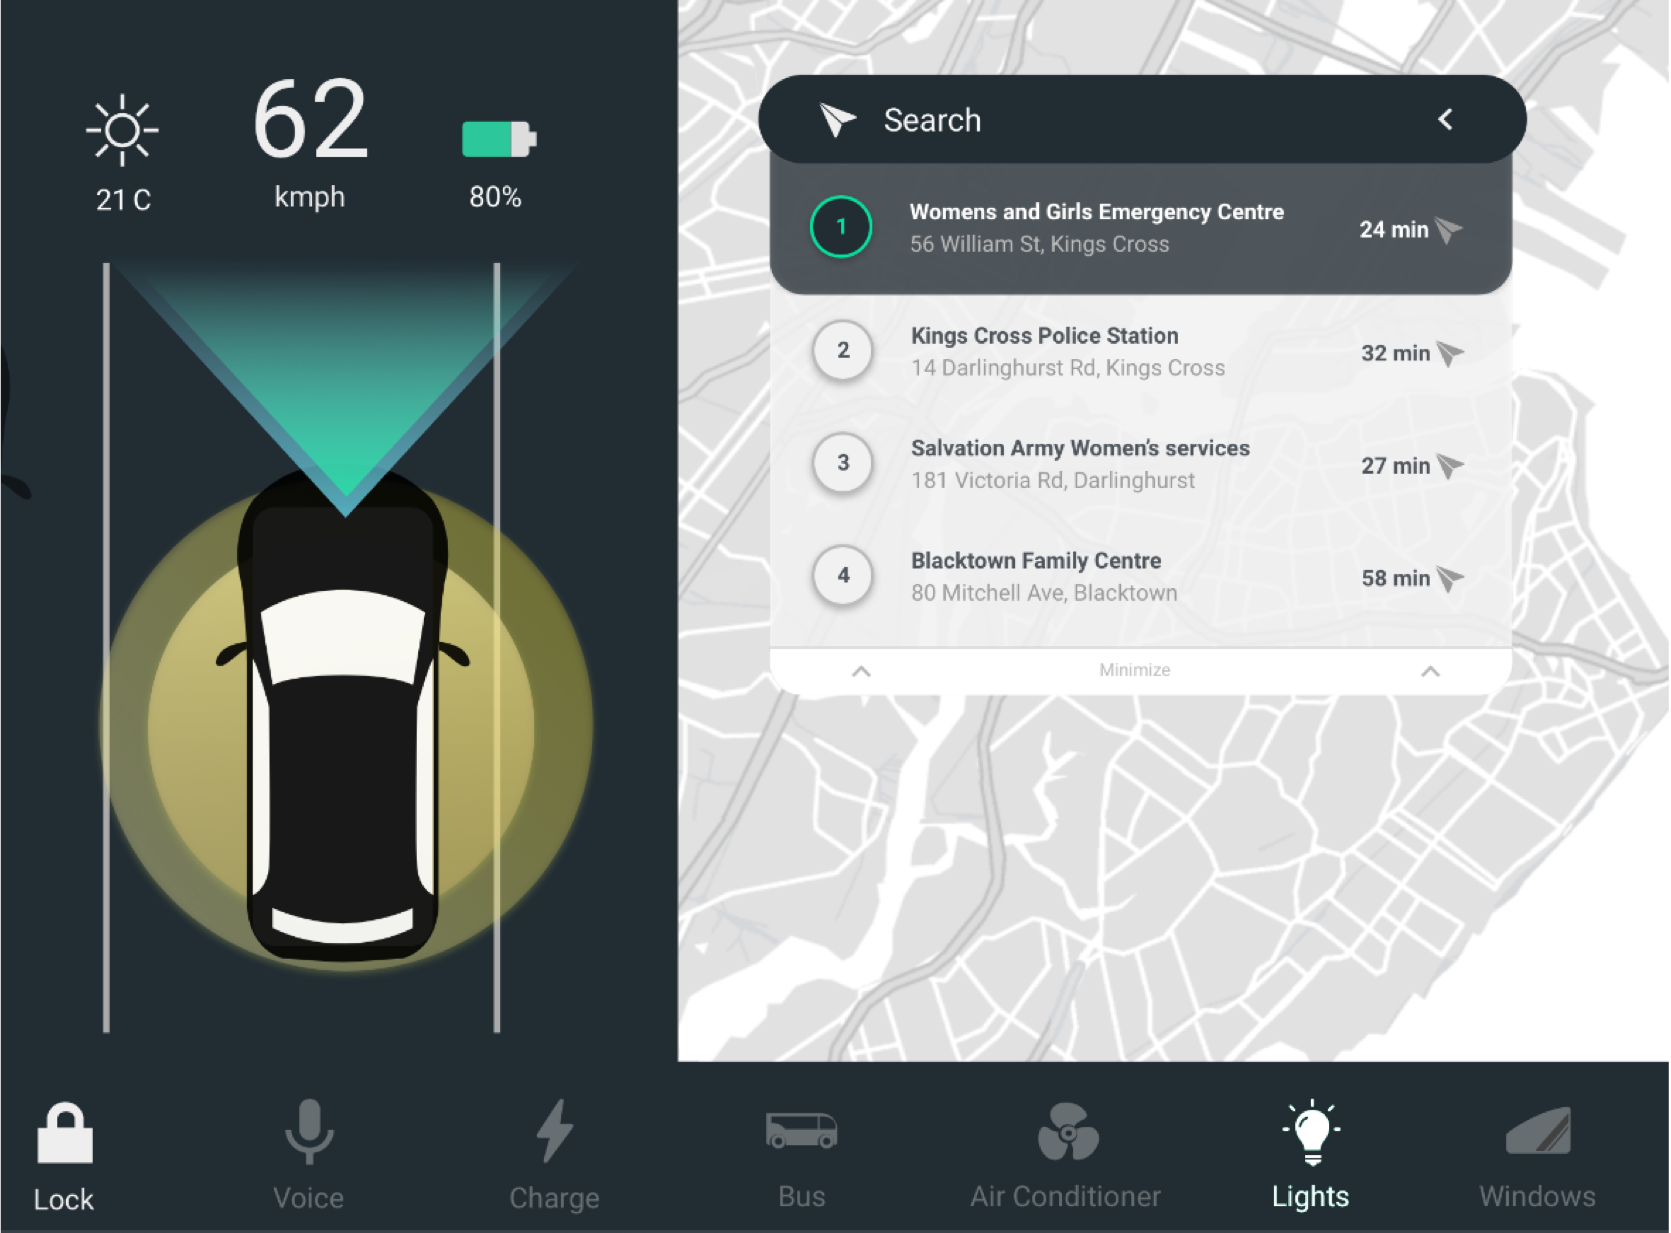 62
21 C
kmph
80%
Search
1
Womens and Girls Emergency Centre
56 William St, Kings Cross
24 min
2
Kings Cross Police Station
14 Darlinghurst Rd, Kings Cross
32 min
3
Salvation Army Women’s services
181 Victoria Rd, Darlinghurst
27 min
4
Blacktown Family Centre
80 Mitchell Ave, Blacktown
58 min
Minimize
Lock
Voice
Charge
Bus
Air Conditioner
Lights
Windows